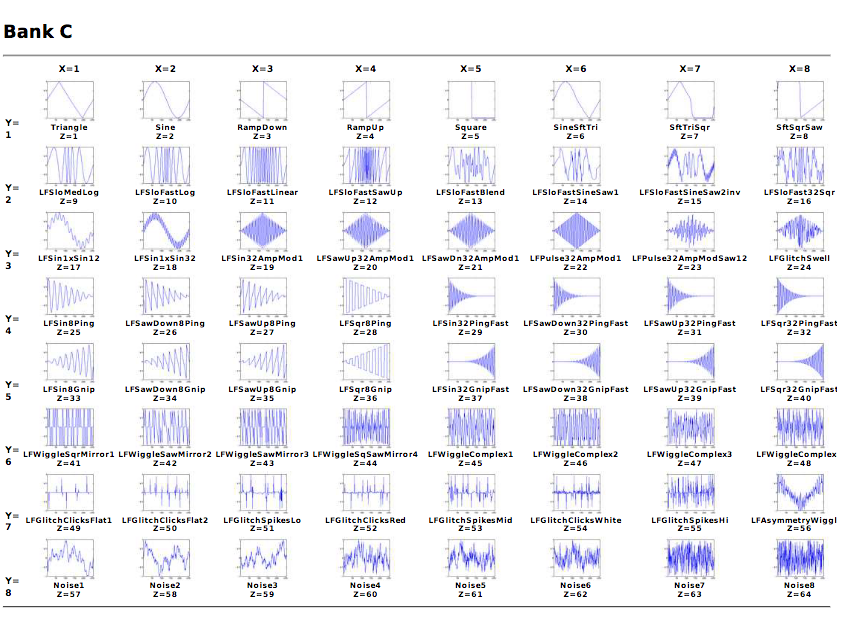 Bank C
X=1 X=2 X=3 X=4 X=5 X=6 X=7 X=8
Y=
1
Triangle Sine RampDown RampUp Square SineSftTri SftTriSqr SftSqrSaw
Z=1 Z=2 Z=3 Z=4 Z=5 Z=6 Z=7 Z=8
Y=
2
LFSloMedLog LFSloFastLog LFSloFastLinear LFSloFastSawUp LFSloFastBlend LFSloFastSineSaw1 LFSloFastSineSaw2inv LFSloFast32Sqr
Z=9 Z=10 Z=11 Z=12 Z=13 Z=14 Z=15 Z=16
Y=
3
LFSin1xSin12 LFSin1xSin32 LFSin32AmpMod1 LFSawUp32AmpMod1 LFSawDn32AmpMod1 LFPulse32AmpMod1 LFPulse32AmpModSaw12 LFGlitchSwell
Z=17 Z=18 Z=19 Z=20 Z=21 Z=22 Z=23 Z=24
Y=
4
LFSin8Ping LFSawDown8Ping LFSawUp8Ping LFSqr8Ping LFSin32PingFast LFSawDown32PingFast LFSawUp32PingFast LFSqr32PingFast
Z=25 Z=26 Z=27 Z=28 Z=29 Z=30 Z=31 Z=32
Y=
5
LFSin8Gnip LFSawDown8Gnip LFSawUp8Gnip LFSqr8Gnip LFSin32GnipFast LFSawDown32GnipFast LFSawUp32GnipFast LFSqr32GnipFast
Z=33 Z=34 Z=35 Z=36 Z=37 Z=38 Z=39 Z=40
Y=
6
LFWiggleSqrMirror1 LFWiggleSawMirror2 LFWiggleSawMirror3 LFWiggleSqSawMirror4 LFWiggleComplex1 LFWiggleComplex2 LFWiggleComplex3 LFWiggleComplex
Z=41 Z=42 Z=43 Z=44 Z=45 Z=46 Z=47 Z=48
Y=
7
LFGlitchClicksFlat1 LFGlitchClicksFlat2 LFGlitchSpikesLo LFGlitchClicksRed LFGlitchSpikesMid LFGlitchClicksWhite LFGlitchSpikesHi LFAsymmetryWiggl
Z=49 Z=50 Z=51 Z=52 Z=53 Z=54 Z=55 Z=56
Y=
8
Noise1 Noise2 Noise3 Noise4 Noise5 Noise6 Noise7 Noise8
Z=57 Z=58 Z=59 Z=60 Z=61 Z=62 Z=63 Z=64